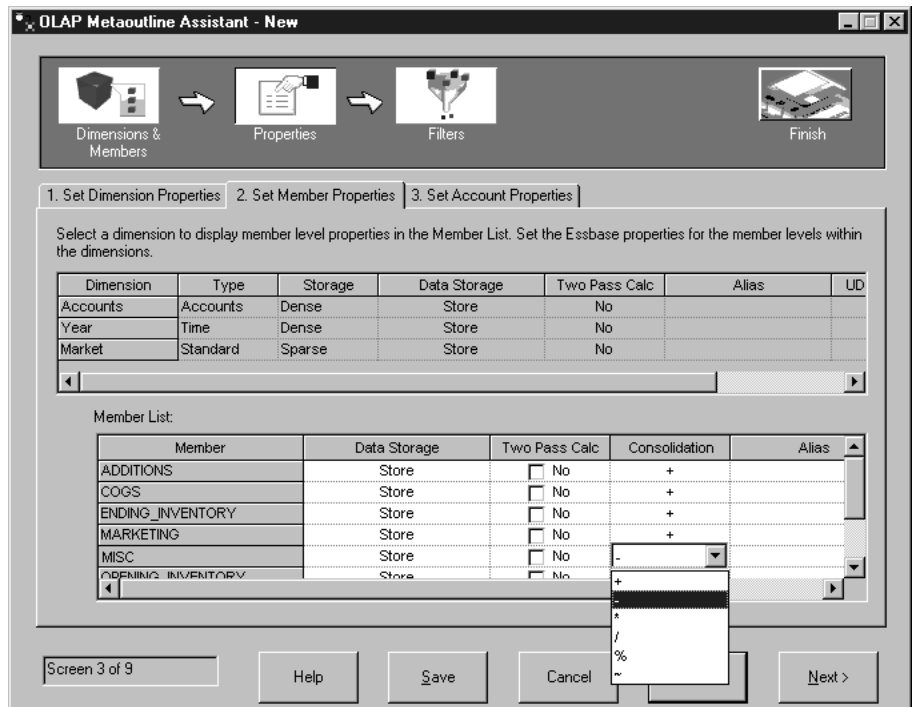 OLAP Metaoutline Assistant - New
Dimensions & Members
Properties
Filters
Finish
1. Set Dimension Properties 2. Set Member Properties 3. Set Account Properties
Select a dimension to display member level properties in the Member List. Set the Essbase properties for the member levels within
the dimensions.
Dimension Type Storage Data Storage Two Pass Calc Alias UD
Accounts Accounts Dense Store No
Year Time Dense Store No
Market Standard Sparse Store No
Member List:
Member Data Storage Two Pass Calc Consolidation Alias
ADDITIONS Store No +
COGS Store No +
ENDING_INVENTORY Store No +
MARKETING Store No +
MISC Store No -
OPENING_INVENTORY Store No
+
-
*
/
%
~
Screen 3 of 9 Help Save Cancel Next >